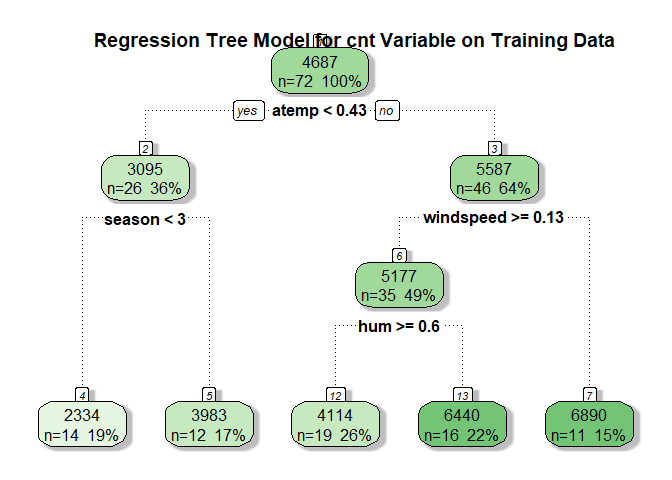 Regression Tree Model for cnt Variable on Training Data
1
4687
n=72 100%
yes atemp < 0.43 no
2
3
3095
n=26 36%
5587
n=46 64%
season < 3
windspeed >= 0.13
6
5177
n=35 49%
hum >= 0.6
4
5
12
13
7
2334
n=14 19%
3983
n=12 17%
4114
n=19 26%
6440
n=16 22%
6890
n=11 15%